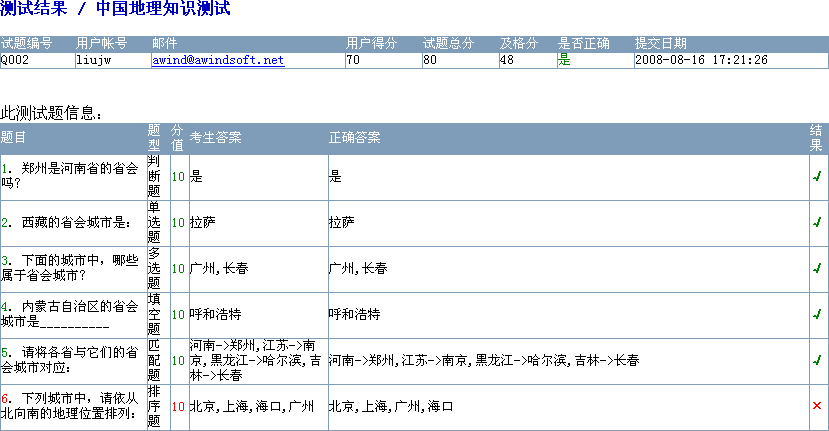 测试结果 / 中国地理知识测试
试题编号 用户帐号 邮件 用户得分 试题总分 及格分 是否正确 提交日期
Q002 liujw awind@awindsoft.net 70 80 48 是 2008-08-16 17:21:26
此测试题信息:
题目 题型 分值 考生答案 正确答案 结果
1. 郑州是河南省的省会吗? 判断题 10 是 是 √
2. 西藏的省会城市是: 单选题 10 拉萨 拉萨 √
3. 下面的城市中，哪些属于省会城市? 多选题 10 广州,长春 广州,长春 √
4. 内蒙古自治区的省会城市是__________ 填空题 10 呼和浩特 呼和浩特 √
5. 请将各省与它们的省会城市对应: 匹配题 10 河南->郑州,江苏->南京,黑龙江->哈尔滨,吉林->长春 河南->郑州,江苏->南京,黑龙江->哈尔滨,吉林->长春 √
6. 下列城市中，请依从北向南的地理位置排列: 排序题 10 北京,上海,海口,广州 北京,上海,广州,海口 ×